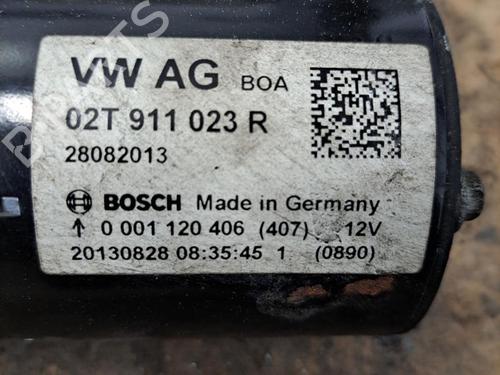 VW AG BOA
02T 911 023 R
28082013
BOSCH Made in Germany
0 001 120 406 (407) 12V
20130828 08:35:45 1 (0890)